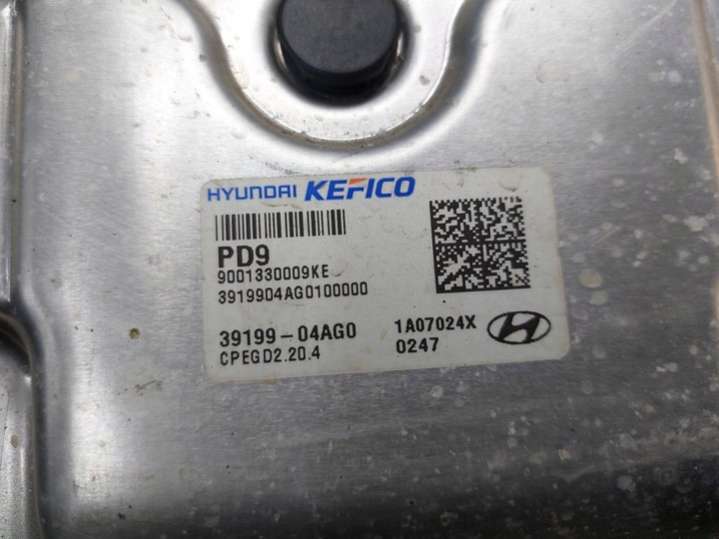 HYUNDAI KEFICO
PD9
9001330009KE
3919904AG0100000
39199-04AG0 1A07024X
CPEGD2.20.4 0247